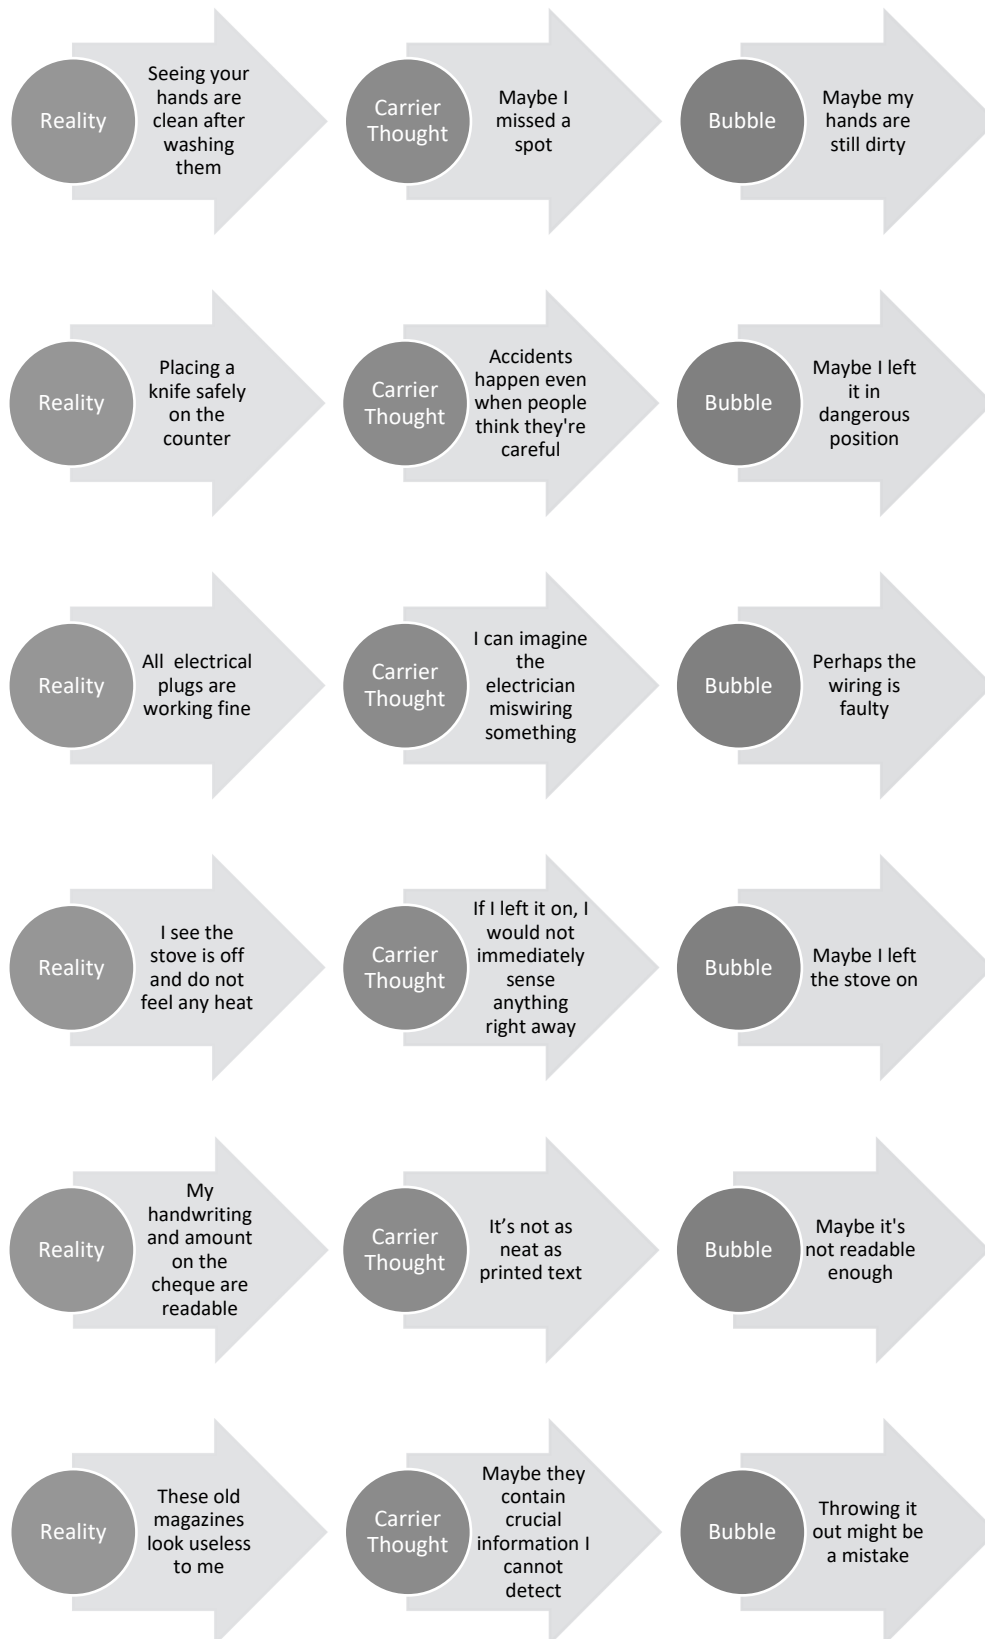 Reality
Seeing your
hands are
clean after
washing
them
Carrier
Thought
Maybe I
missed a
spot
Bubble
Maybe my
hands are
still dirty
Reality
Placing a
knife safely
on the
counter
Carrier
Thought
Accidents
happen even
when people
think they're
careful
Bubble
Maybe I left
it in
dangerous
position
Reality
All electrical
plugs are
working fine
Carrier
Thought
I can imagine
the
electrician
miswiring
something
Bubble
Perhaps the
wiring is
faulty
Reality
I see the
stove is off
and do not
feel any heat
Carrier
Thought
If I left it on, I
would not
immediately
sense
anything
right away
Bubble
Maybe I left
the stove on
Reality
My
handwriting
and amount
on the
cheque are
readable
Carrier
Thought
It’s not as
neat as
printed text
Bubble
Maybe it's
not readable
enough
Reality
These old
magazines
look useless
to me
Carrier
Thought
Maybe they
contain
crucial
information I
cannot
detect
Bubble
Throwing it
out might be
a mistake